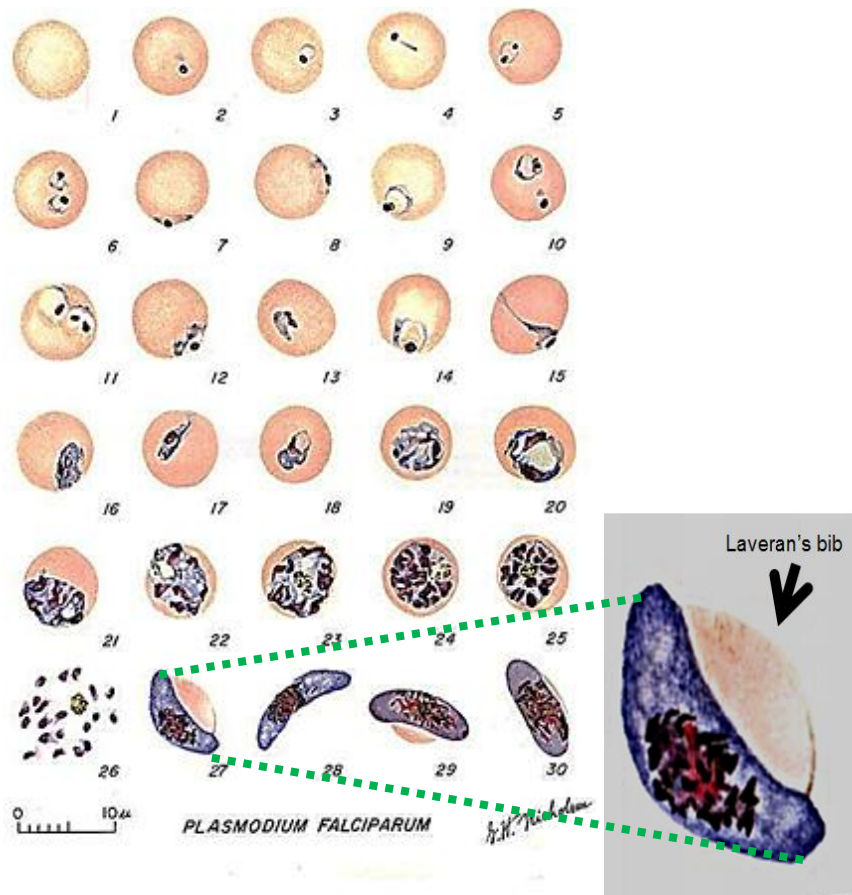 1 2 3 4 5
6 7 8 9 10
11 12 13 14 15
16 17 18 19 20
21 22 23 24 25
Laveran's bib
26 27 28 29 30
0 10μ
PLASMODIUM FALCIPARUM
G.H. Nicholson